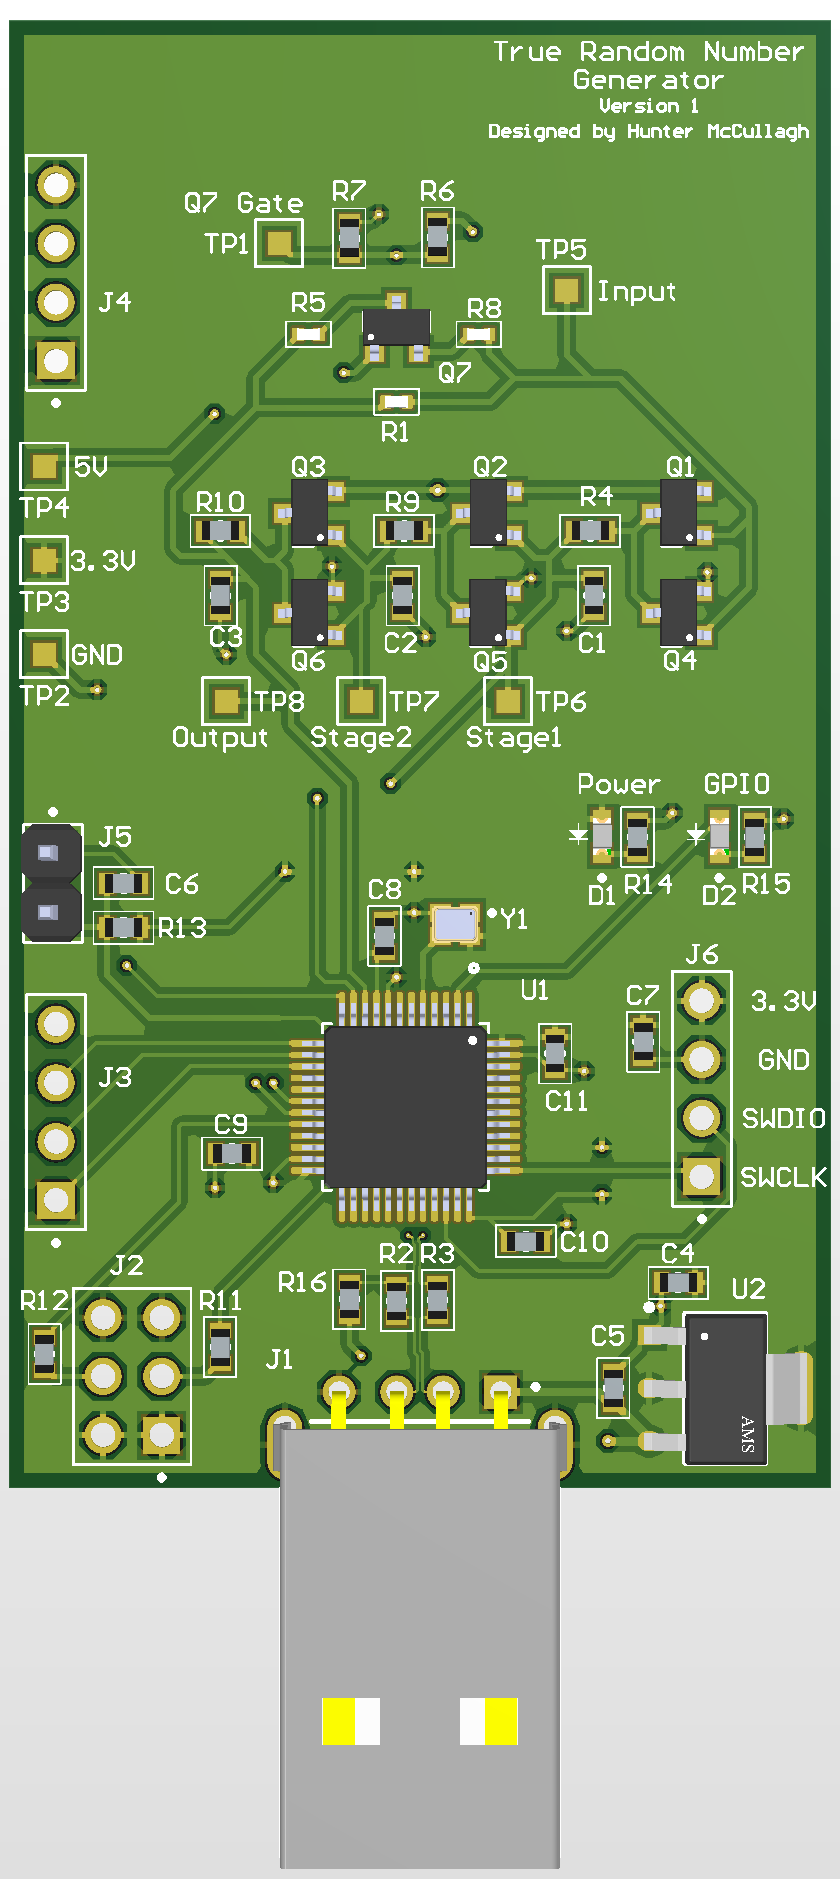 True Random Number
Generator
Version 1
Designed by Hunter McCullagh
Q7 Gate
TP1
R7
R6
TP5
Input
J4
R5
R8
Q7
R1
5V
TP4
3.3V
TP3
GND
TP2
Q3
Q2
Q1
R10
R9
R4
C3
C2
C1
Q6
Q5
Q4
TP8
TP7
TP6
Output
Stage2
Stage1
Power
GPIO
D1
R14
D2
R15
J5
C6
R13
C8
Y1
U1
J6
3.3V
GND
SWDIO
SWCLK
C7
J3
C11
C9
C10
J2
R12
R11
R16
R2
R3
J1
C4
U2
C5
AMS